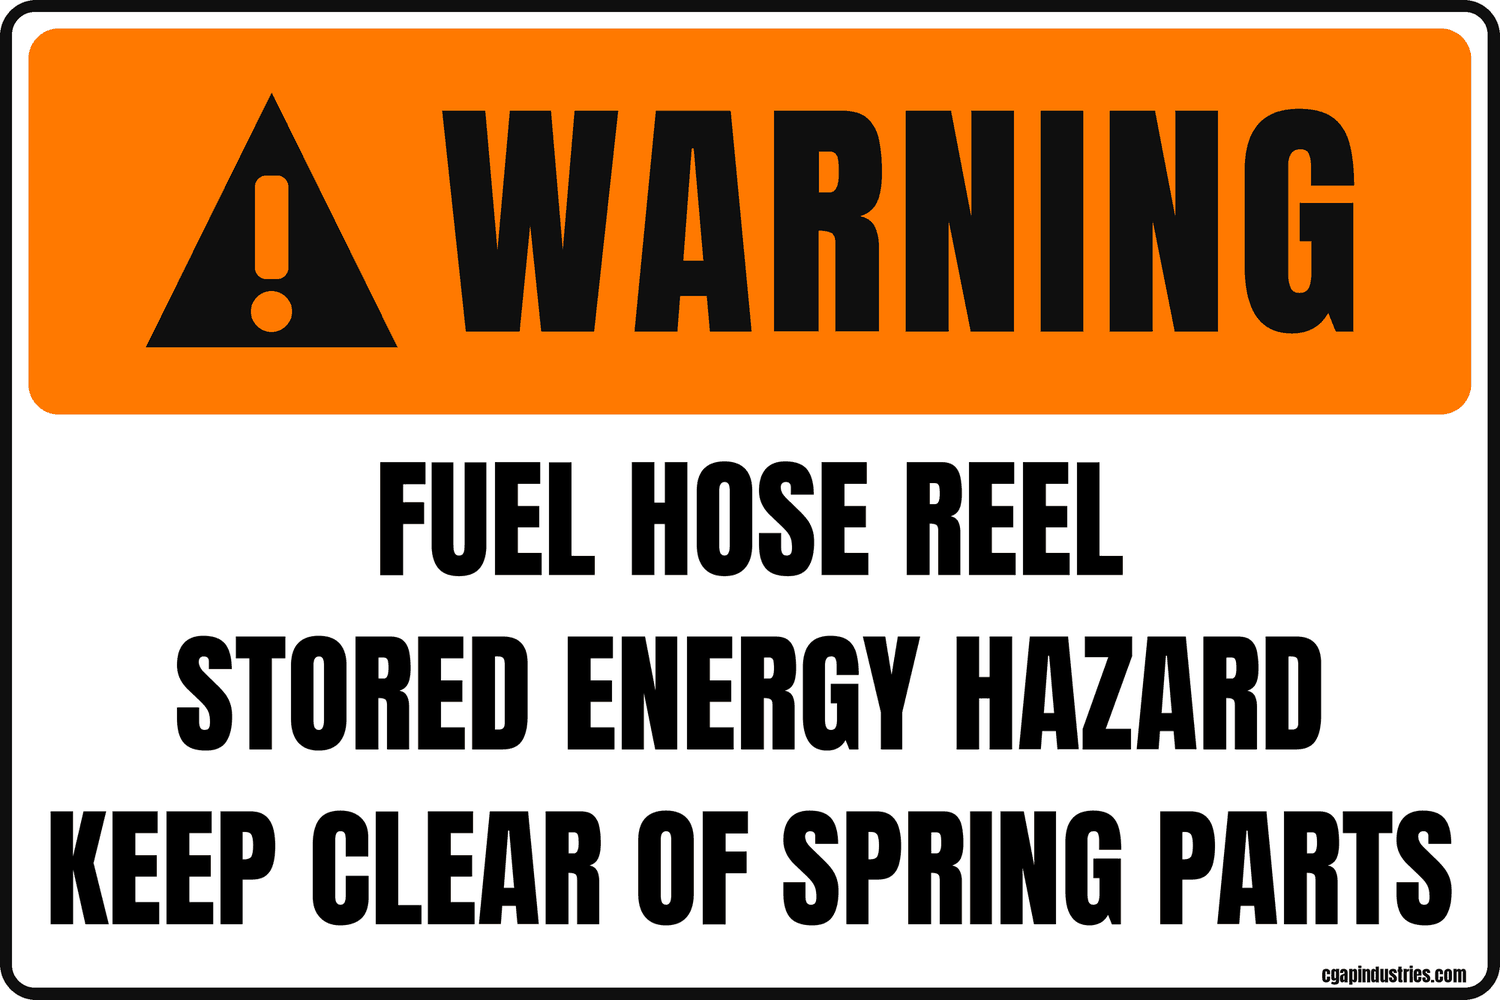 WARNING
FUEL HOSE REEL
STORED ENERGY HAZARD
KEEP CLEAR OF SPRING PARTS
cgapindustries.com